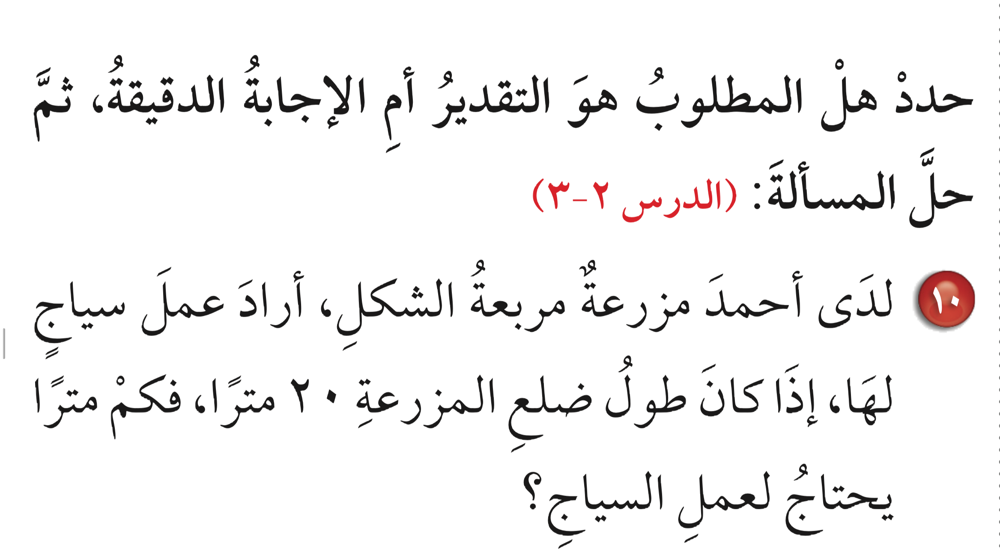 حددْ هلْ المطلوبُ هوَ التقديرُ أمِ الإجابةُ الدقيقةُ، ثمَّ
حلَّ المسألةَ: (الدرس ٢ -٣)
١٠ لدَى أحمدَ مزرعةٌ مربعةُ الشكلِ، أرادَ عملَ سياجٍ
لهَا، إذَا كانَ طولُ ضلعِ المزرعةِ ٢٠ مترًا، فكمْ مترًا
يحتاجُ لعملِ السياجِ؟